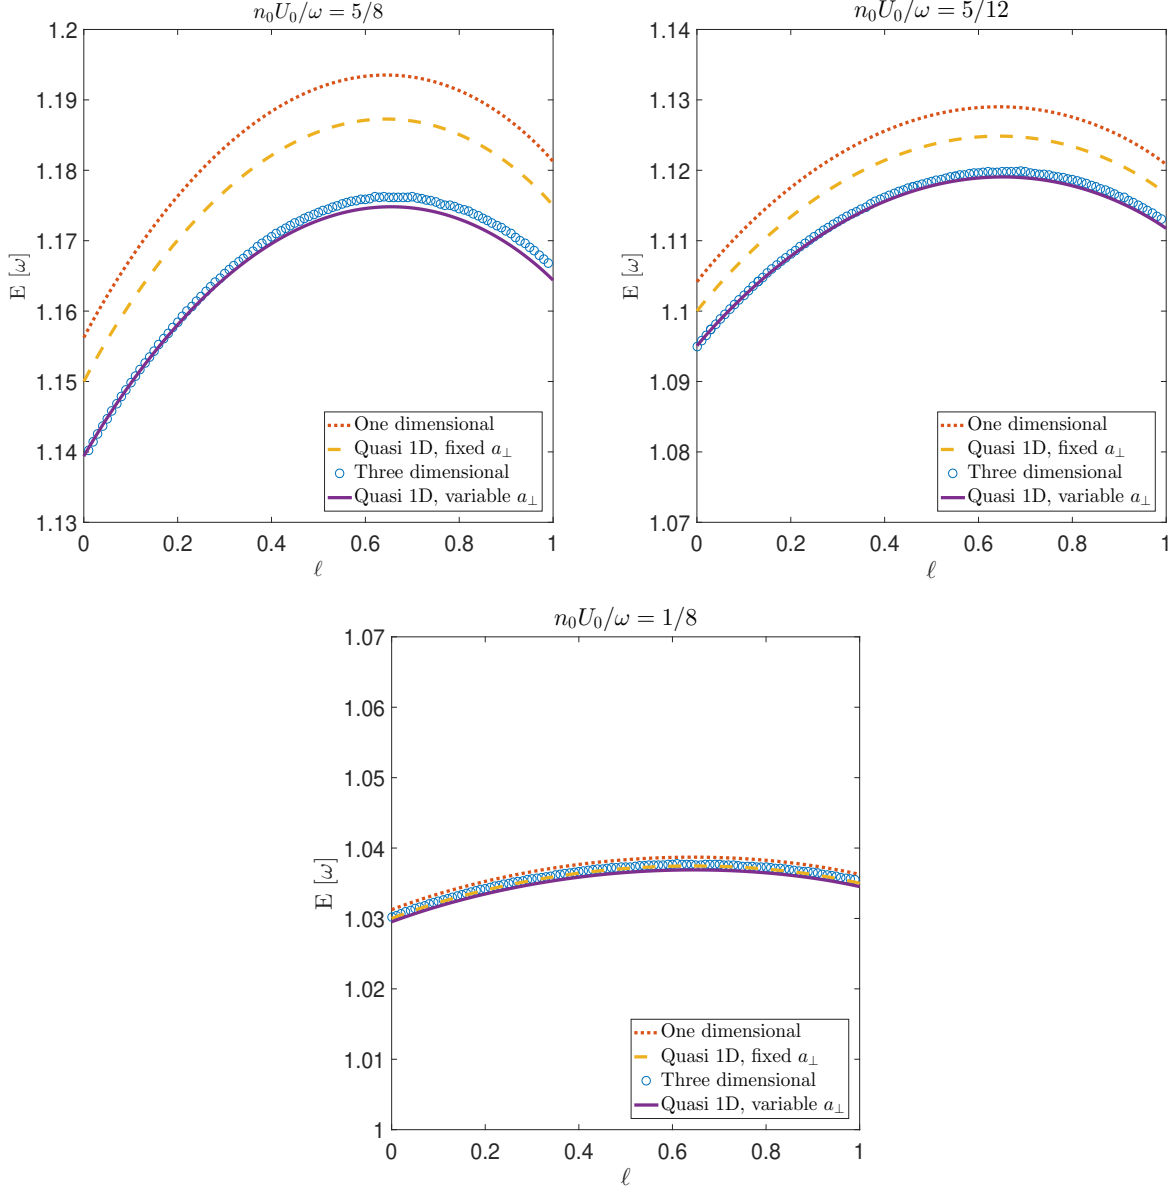 n₀U₀/ω = 5/8
1.2
1.19
1.18
1.17
1.16
1.15
1.14
1.13
E [ω]
0 0.2 0.4 0.6 0.8 1
ℓ
One dimensional
Quasi 1D, fixed a⊥
Three dimensional
Quasi 1D, variable a⊥
n₀U₀/ω = 5/12
1.14
1.13
1.12
1.11
1.1
1.09
1.08
1.07
E [ω]
0 0.2 0.4 0.6 0.8 1
ℓ
One dimensional
Quasi 1D, fixed a⊥
Three dimensional
Quasi 1D, variable a⊥
n₀U₀/ω = 1/8
1.07
1.06
1.05
1.04
1.03
1.02
1.01
1
E [ω]
0 0.2 0.4 0.6 0.8 1
ℓ
One dimensional
Quasi 1D, fixed a⊥
Three dimensional
Quasi 1D, variable a⊥